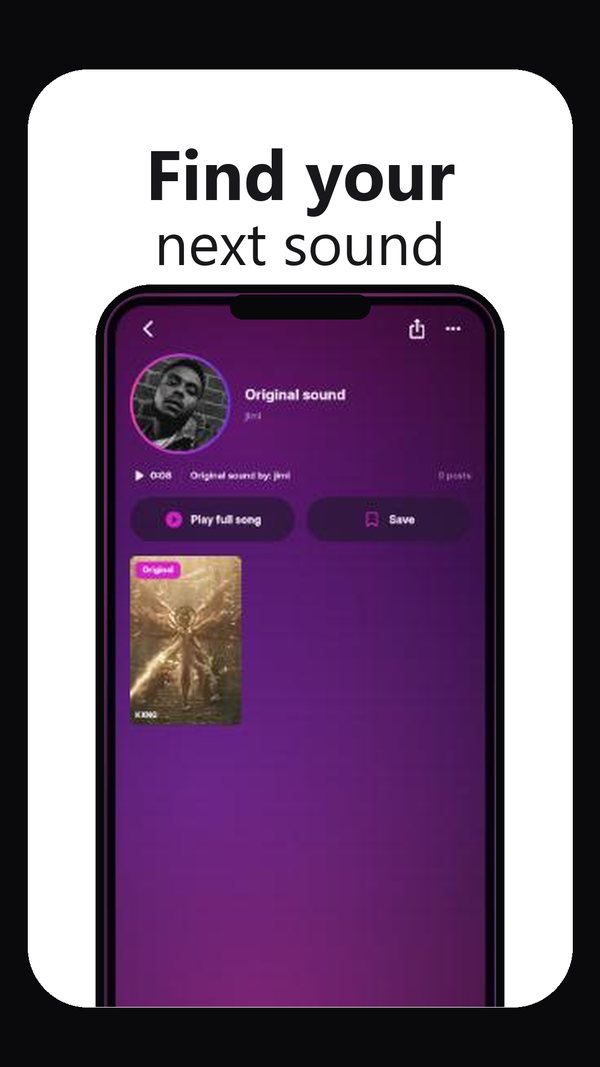 Find your
next sound
Original sound
jimi
0:08 Original sound by: jimi 0 posts
Play full song Save
Original
KXNG